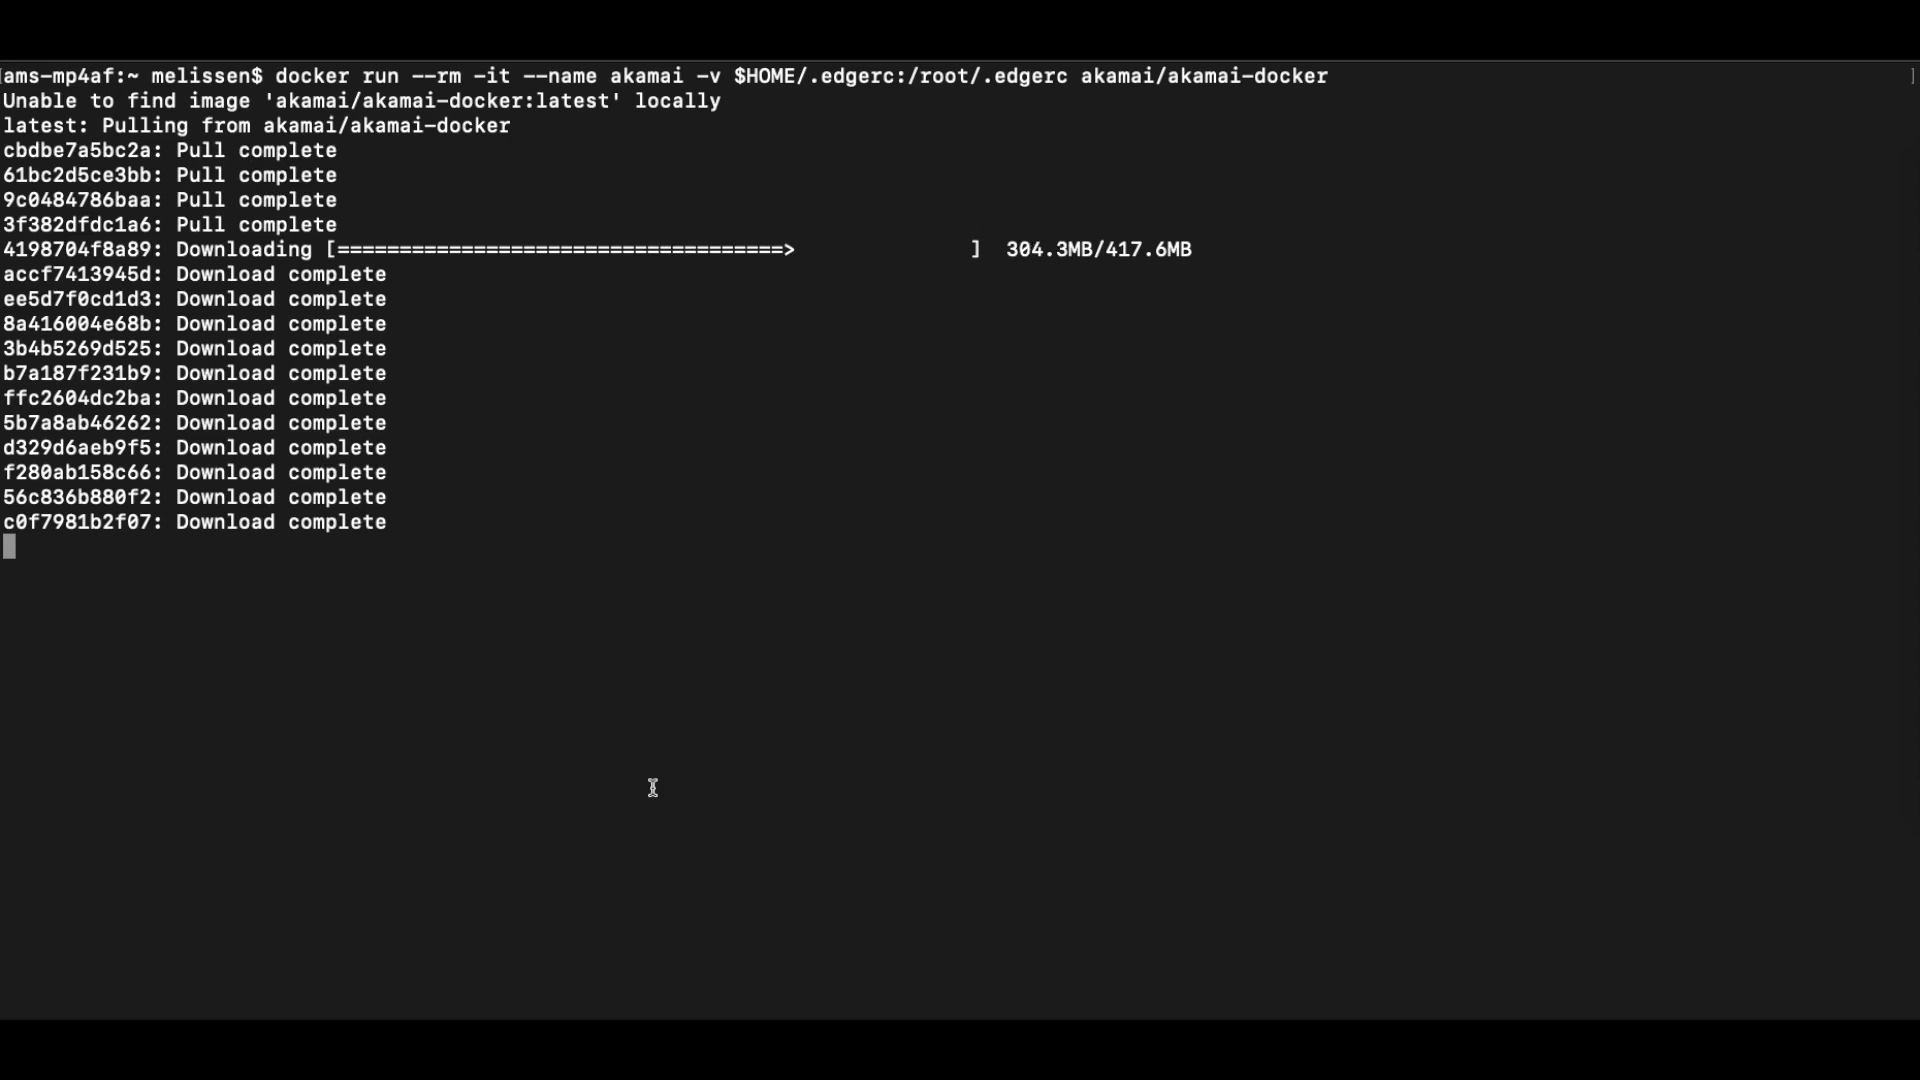 [ams-mp4af:~ melissen$ docker run --rm -it --name akamai -v $HOME/.edgerc:/root/.edgerc akamai/akamai-docker ]
Unable to find image 'akamai/akamai-docker:latest' locally
latest: Pulling from akamai/akamai-docker
cbdbe7a5bc2a: Pull complete
61bc2d5ce3bb: Pull complete
9c0484786baa: Pull complete
3f382dfdc1a6: Pull complete
4198704f8a89: Downloading [====================================>              ]  304.3MB/417.6MB
accf7413945d: Download complete
ee5d7f0cd1d3: Download complete
8a416004e68b: Download complete
3b4b5269d525: Download complete
b7a187f231b9: Download complete
ffc2604dc2ba: Download complete
5b7a8ab46262: Download complete
d329d6aeb9f5: Download complete
f280ab158c66: Download complete
56c836b880f2: Download complete
c0f7981b2f07: Download complete